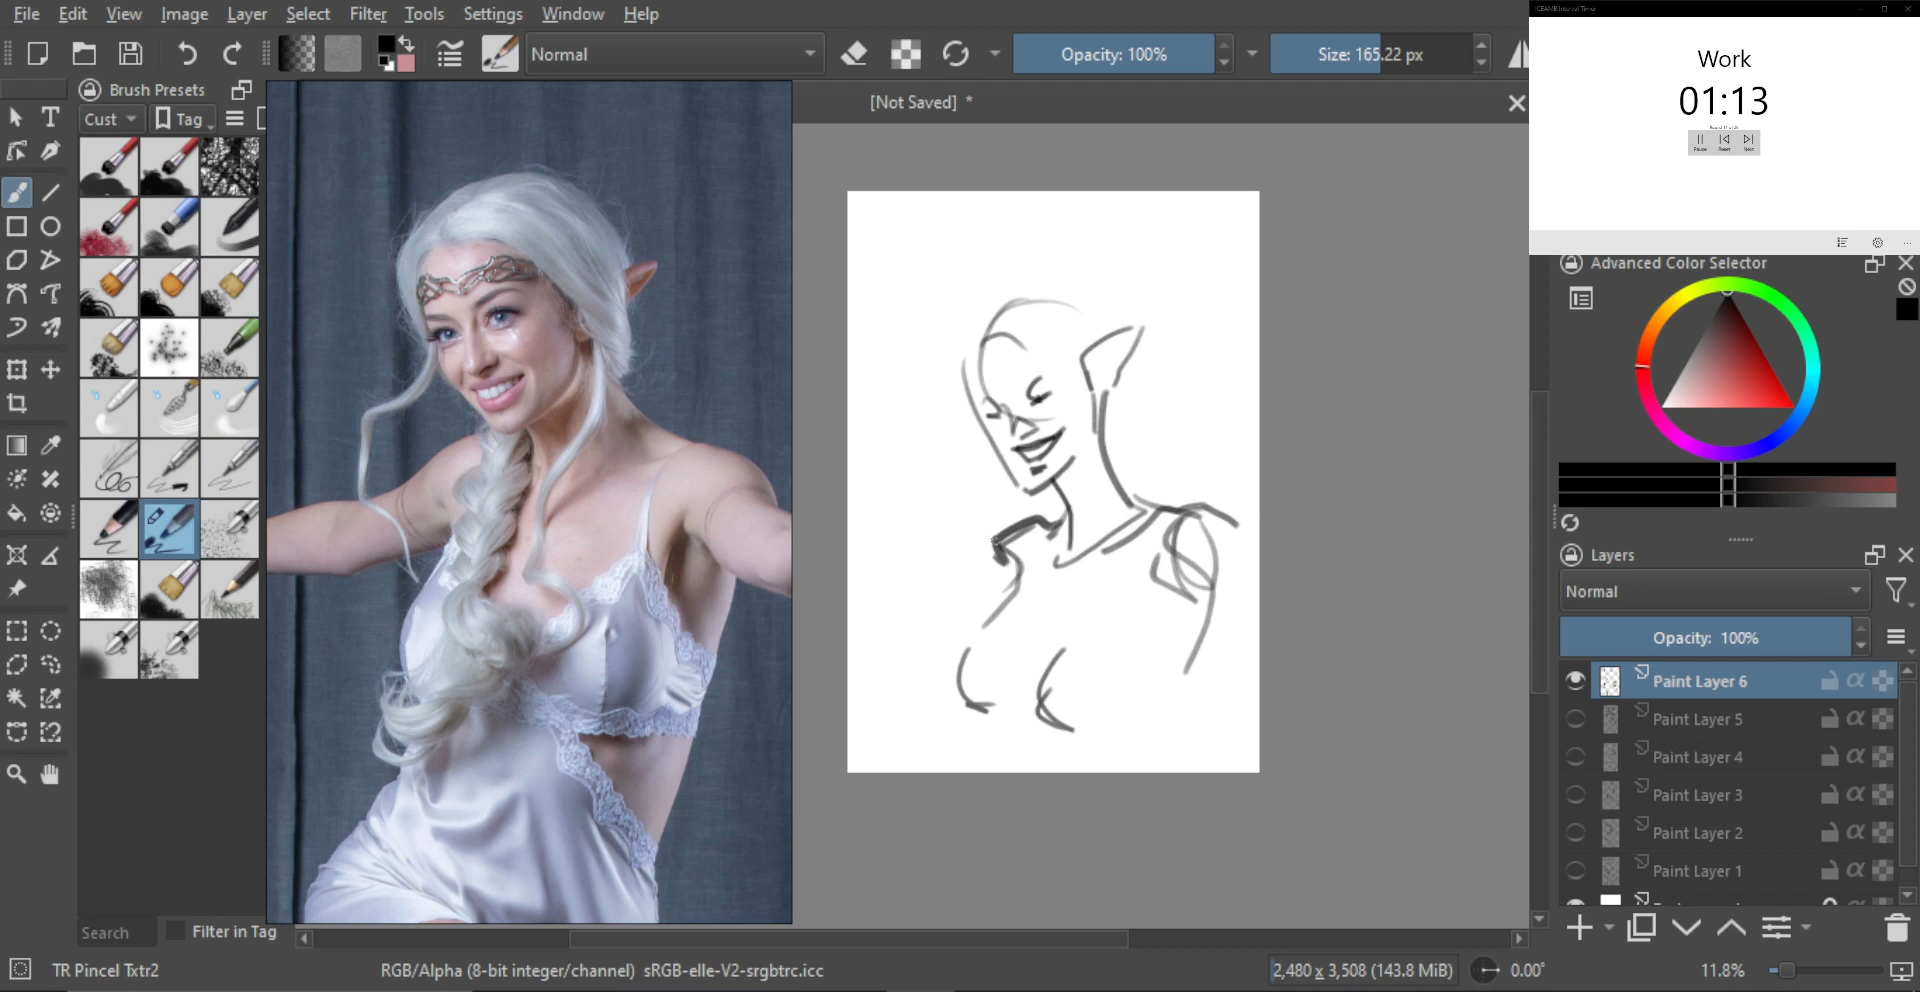 File Edit View Image Layer Select Filter Tools Settings Window Help
Normal
Opacity: 100%
Size: 165.22 px
Brush Presets
Cust
Tag
[Not Saved] *
Work
01:13
Pause Reset Next
Advanced Color Selector
Layers
Normal
Opacity: 100%
Paint Layer 6
Paint Layer 5
Paint Layer 4
Paint Layer 3
Paint Layer 2
Paint Layer 1
Search
Filter in Tag
TR Pincel Txtr2
RGB/Alpha (8-bit integer/channel) sRGB-elle-V2-srgbtrc.icc
2,480 x 3,508 (143.8 MiB)
0.00°
11.8%